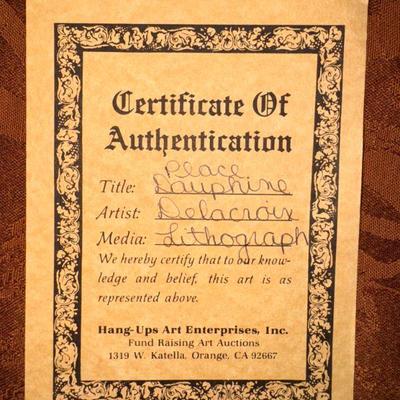 Certificate Of
Authentication
Place
Title: Dauphine
Artist: Delacroix
Media: Lithograph
We hereby certify that to our know-
ledge and belief, this art is as
represented above.
Hang-Ups Art Enterprises, Inc.
Fund Raising Art Auctions
1319 W. Katella, Orange, CA 92667